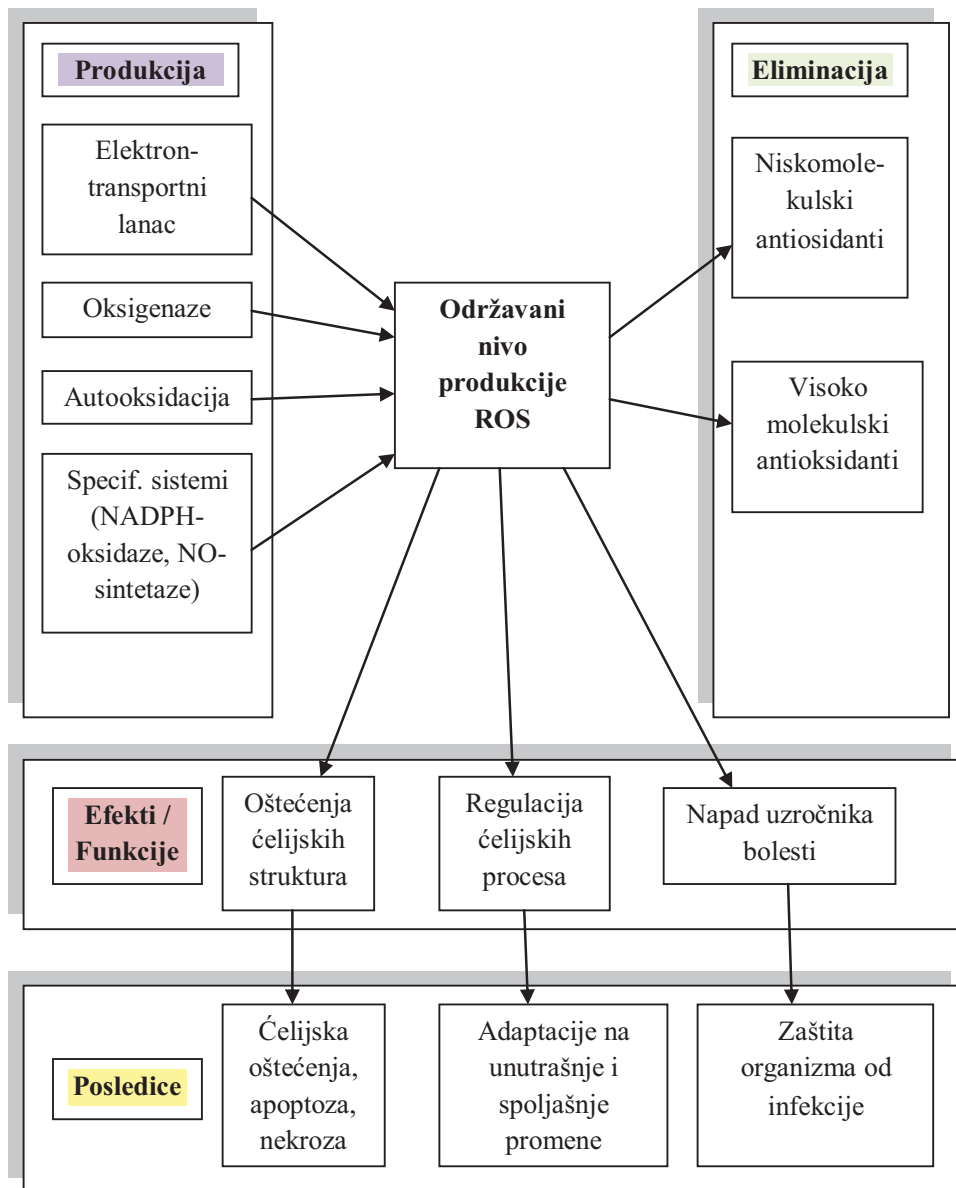 Produkcija
Elektron-
transportni
lanac
Oksigenaze
Autooksidacija
Specif. sistemi
(NADPH-
oksidaze, NO-
sintetaze)
Održavani
nivo
produkcije
ROS
Eliminacija
Niskomole-
kulski
antiosidanti
Visoko
molekulski
antioksidanti
Efekti /
Funkcije
Oštećenja
ćelijskih
struktura
Regulacija
ćelijskih
procesa
Napad uzročnika
bolesti
Posledice
Ćelijska
oštećenja,
apoptoza,
nekroza
Adaptacije na
unutrašnje i
spoljašnje
promene
Zaštita
organizma od
infekcije